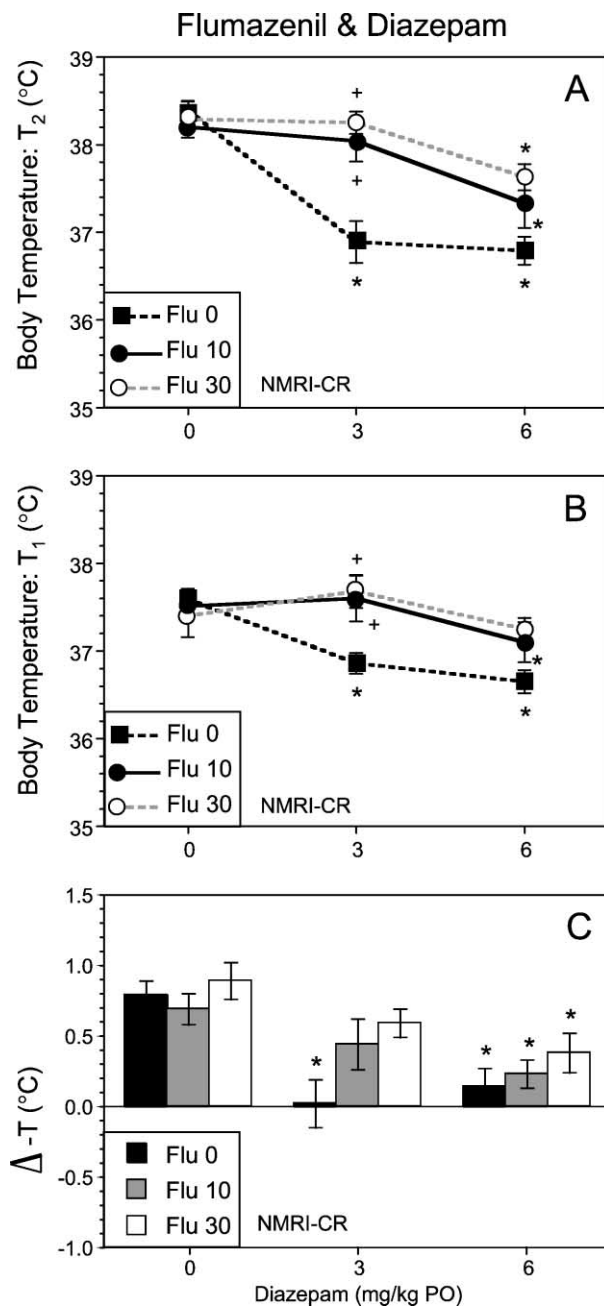 Flumazenil & Diazepam
A
Body Temperature: T2 (°C)
39
38
37
36
35
+
+
*
*
*
*
Flu 0
Flu 10
Flu 30
NMRI-CR
0 3 6
B
Body Temperature: T1 (°C)
39
38
37
36
35
+
+
*
*
*
Flu 0
Flu 10
Flu 30
NMRI-CR
0 3 6
C
Δ -T (°C)
1.5
1.0
0.5
0.0
-0.5
-1.0
*
* * *
Flu 0
Flu 10
Flu 30
NMRI-CR
0 3 6
Diazepam (mg/kg PO)